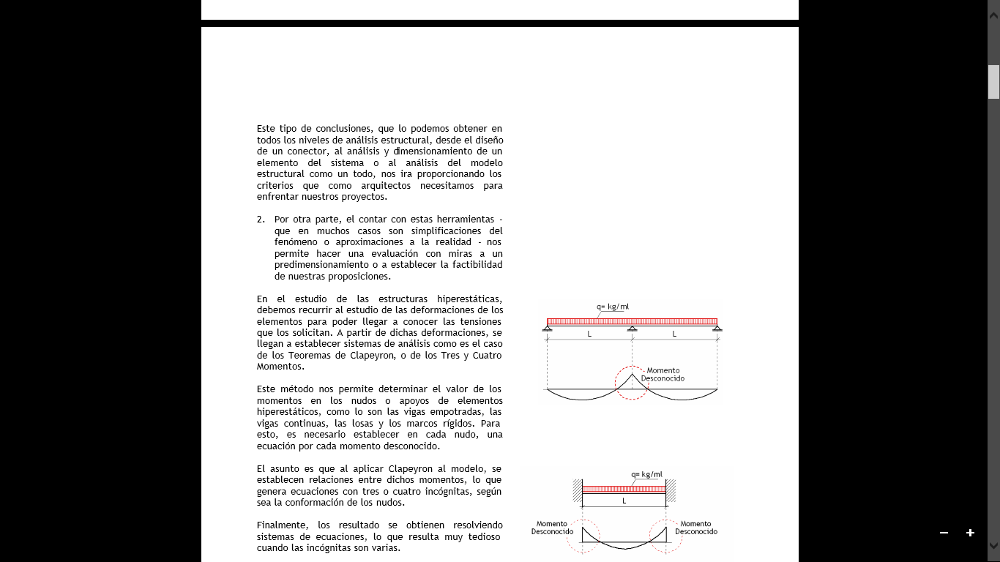 Este tipo de conclusiones, que lo podemos obtener en
todos los niveles de análisis estructural, desde el diseño
de un conector, al análisis y dimensionamiento de un
elemento del sistema o al análisis del modelo
estructural como un todo, nos ira proporcionando los
criterios que como arquitectos necesitamos para
enfrentar nuestros proyectos.
2. Por otra parte, el contar con estas herramientas -
que en muchos casos son simplificaciones del
fenómeno o aproximaciones a la realidad - nos
permite hacer una evaluación con miras a un
predimensionamiento o a establecer la factibilidad
de nuestras proposiciones.
En el estudio de las estructuras hiperestáticas,
debemos recurrir al estudio de las deformaciones de los
elementos para poder llegar a conocer las tensiones
que los solicitan. A partir de dichas deformaciones, se
llegan a establecer sistemas de análisis como es el caso
de los Teoremas de Clapeyron, o de los Tres y Cuatro
Momentos.
Este método nos permite determinar el valor de los
momentos en los nudos o apoyos de elementos
hiperestáticos, como lo son las vigas empotradas, las
vigas continuas, las losas y los marcos rígidos. Para
esto, es necesario establecer en cada nudo, una
ecuación por cada momento desconocido.
El asunto es que al aplicar Clapeyron al modelo, se
establecen relaciones entre dichos momentos, lo que
genera ecuaciones con tres o cuatro incógnitas, según
sea la conformación de los nudos.
Finalmente, los resultado se obtienen resolviendo
sistemas de ecuaciones, lo que resulta muy tedioso
cuando las incógnitas son varias.
q= kg/ml
L L
Momento
Desconocido
q= kg/ml
L
Momento
Desconocido
Momento
Desconocido